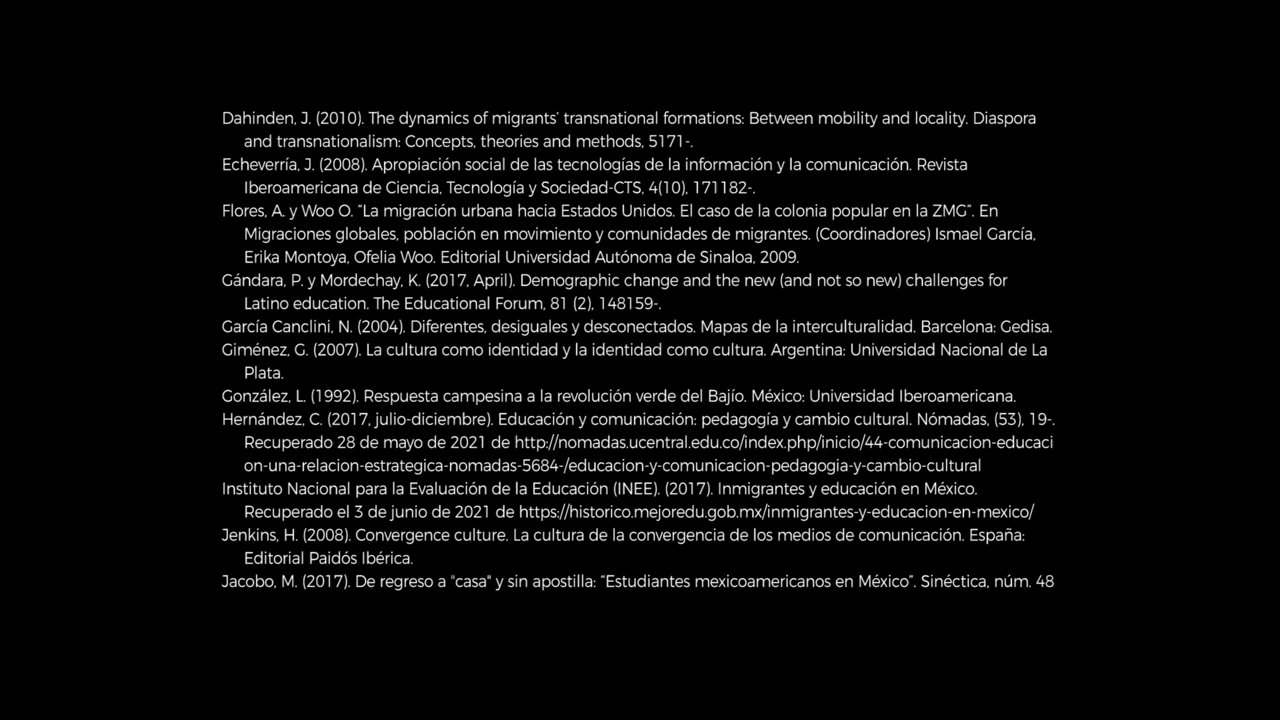 Dahinden, J. (2010). The dynamics of migrants’ transnational formations: Between mobility and locality. Diaspora
and transnationalism: Concepts, theories and methods, 5171-.
Echeverría, J. (2008). Apropiación social de las tecnologías de la información y la comunicación. Revista
Iberoamericana de Ciencia, Tecnología y Sociedad-CTS, 4(10), 171182-.
Flores, A. y Woo O. “La migración urbana hacia Estados Unidos. El caso de la colonia popular en la ZMG”. En
Migraciones globales, población en movimiento y comunidades de migrantes. (Coordinadores) Ismael García,
Erika Montoya, Ofelia Woo. Editorial Universidad Autónoma de Sinaloa, 2009.
Gándara, P. y Mordechay, K. (2017, April). Demographic change and the new (and not so new) challenges for
Latino education. The Educational Forum, 81 (2), 148159-.
García Canclini, N. (2004). Diferentes, desiguales y desconectados. Mapas de la interculturalidad. Barcelona: Gedisa.
Giménez, G. (2007). La cultura como identidad y la identidad como cultura. Argentina: Universidad Nacional de La
Plata.
González, L. (1992). Respuesta campesina a la revolución verde del Bajío. México: Universidad Iberoamericana.
Hernández, C. (2017, julio-diciembre). Educación y comunicación: pedagogía y cambio cultural. Nómadas, (53), 19-.
Recuperado 28 de mayo de 2021 de http://nomadas.ucentral.edu.co/index.php/inicio/44-comunicacion-educaci
on-una-relacion-estrategica-nomadas-5684-/educacion-y-comunicacion-pedagogia-y-cambio-cultural
Instituto Nacional para la Evaluación de la Educación (INEE). (2017). Inmigrantes y educación en México.
Recuperado el 3 de junio de 2021 de https://historico.mejoredu.gob.mx/inmigrantes-y-educacion-en-mexico/
Jenkins, H. (2008). Convergence culture. La cultura de la convergencia de los medios de comunicación. España:
Editorial Paidós Ibérica.
Jacobo, M. (2017). De regreso a "casa" y sin apostilla: “Estudiantes mexicoamericanos en México”. Sinéctica, núm. 48